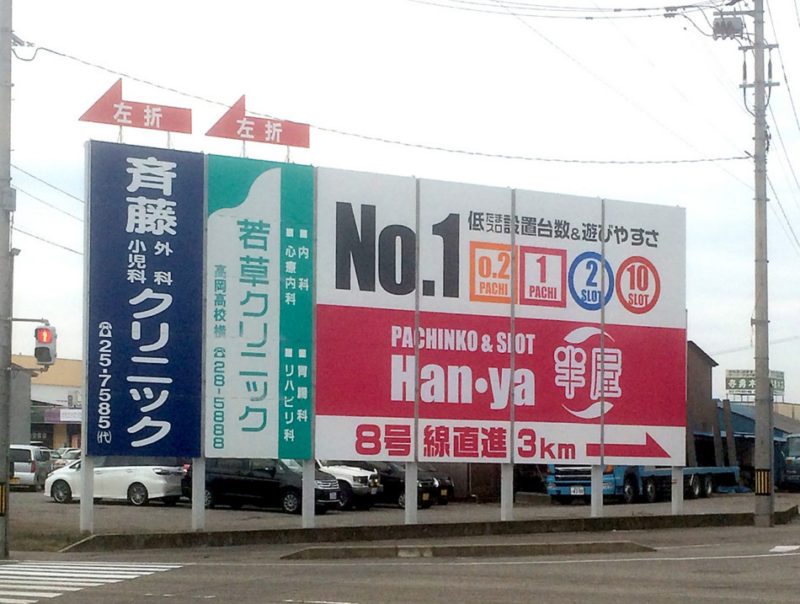 左折
左折
斉藤
外科
小児科
クリニック
☎25-7585(代)
若草クリニック
高岡高校横 ☎28-5888
■内科
■心療内科
■胃腸科
■リハビリ科
No.1
低たまスロ設置台数&遊びやすさ
0.2 PACHI
1 PACHI
2 SLOT
10 SLOT
PACHINKO & SLOT
Han・ya
半屋
8号線直進3km